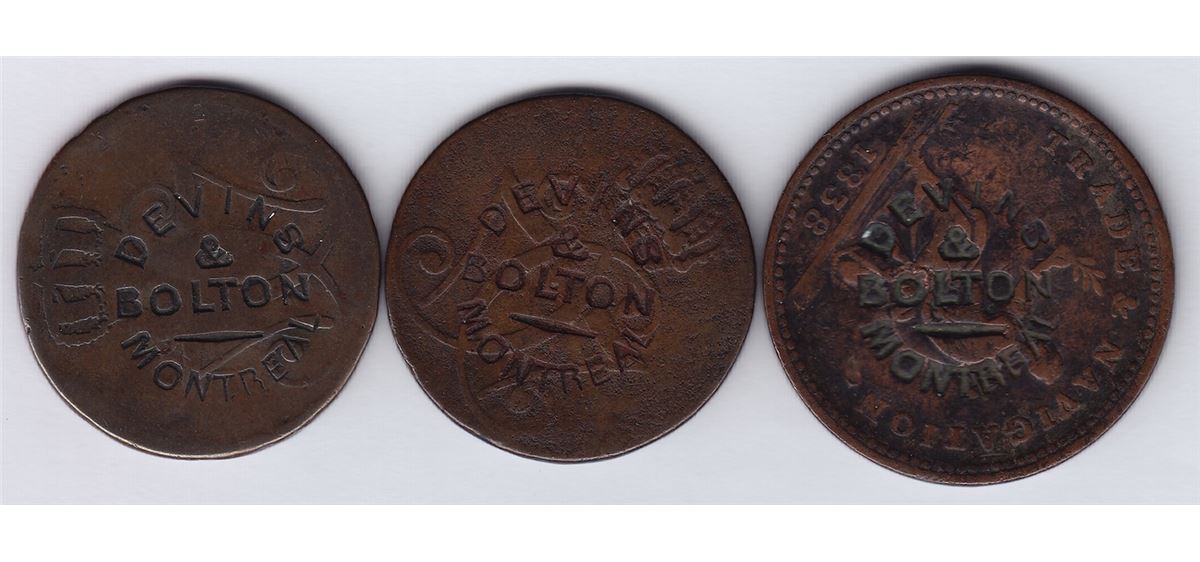 DEVINS
&
BOLTON
MONTREAL
DEVINS
&
BOLTON
MONTREAL
1838
TRADE & NAVIGATION
DEVINS
&
BOLTON
MONTREAL